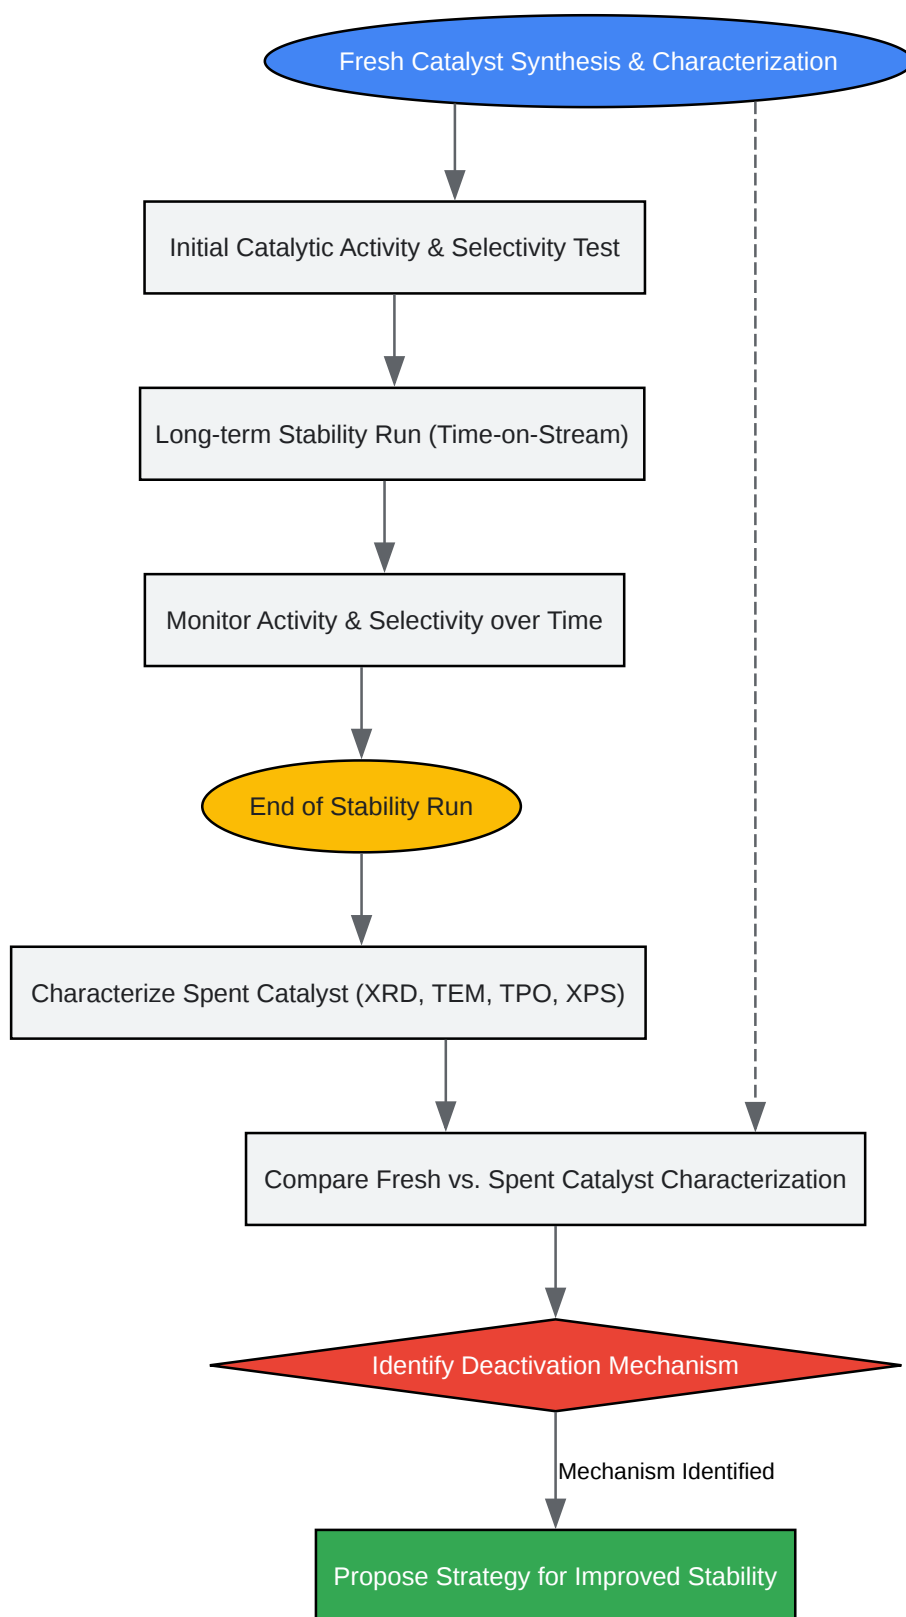 Fresh Catalyst Synthesis & Characterization
Initial Catalytic Activity & Selectivity Test
Long-term Stability Run (Time-on-Stream)
Monitor Activity & Selectivity over Time
End of Stability Run
Characterize Spent Catalyst (XRD, TEM, TPO, XPS)
Compare Fresh vs. Spent Catalyst Characterization
Identify Deactivation Mechanism
Mechanism Identified
Propose Strategy for Improved Stability